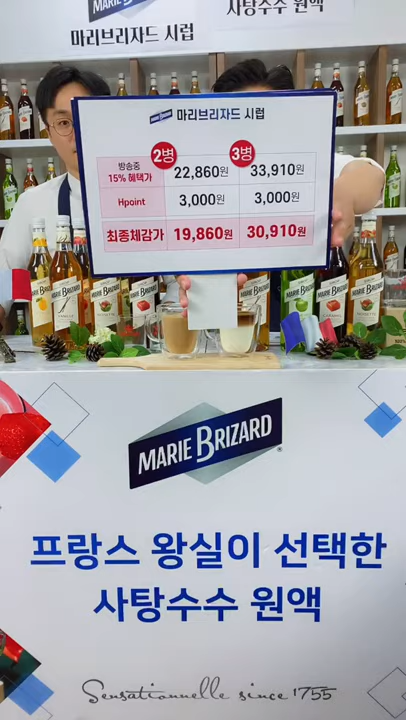 MARIE BRIZARD
마리브리자드 시럽
사탕수수 원액
MARIE BRIZARD 마리브리자드 시럽
2병 3병
방송중
15% 혜택가 22,860원 33,910원
Hpoint 3,000원 3,000원
최종체감가 19,860원 30,910원
MARIE BRIZARD
프랑스 왕실이 선택한
사탕수수 원액
Sensationnelle since 1755